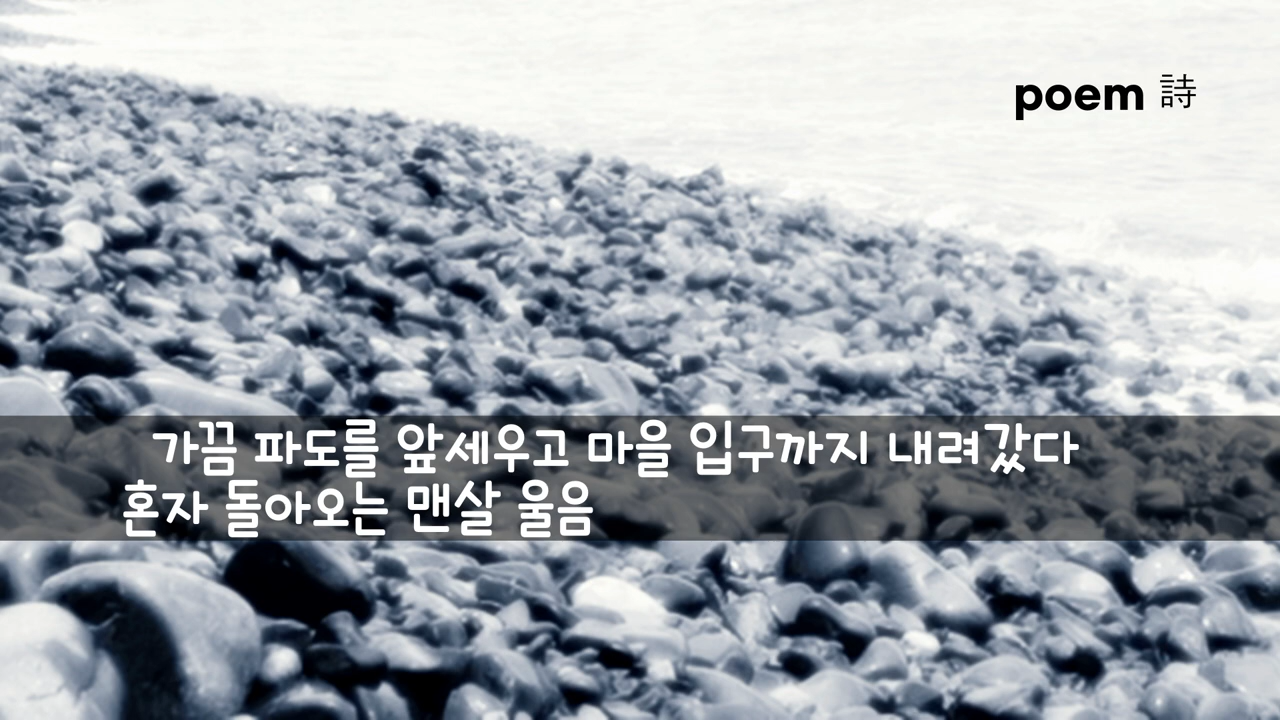 poem 詩
가끔 파도를 앞세우고 마을 입구까지 내려갔다
혼자 돌아오는 맨살 울음